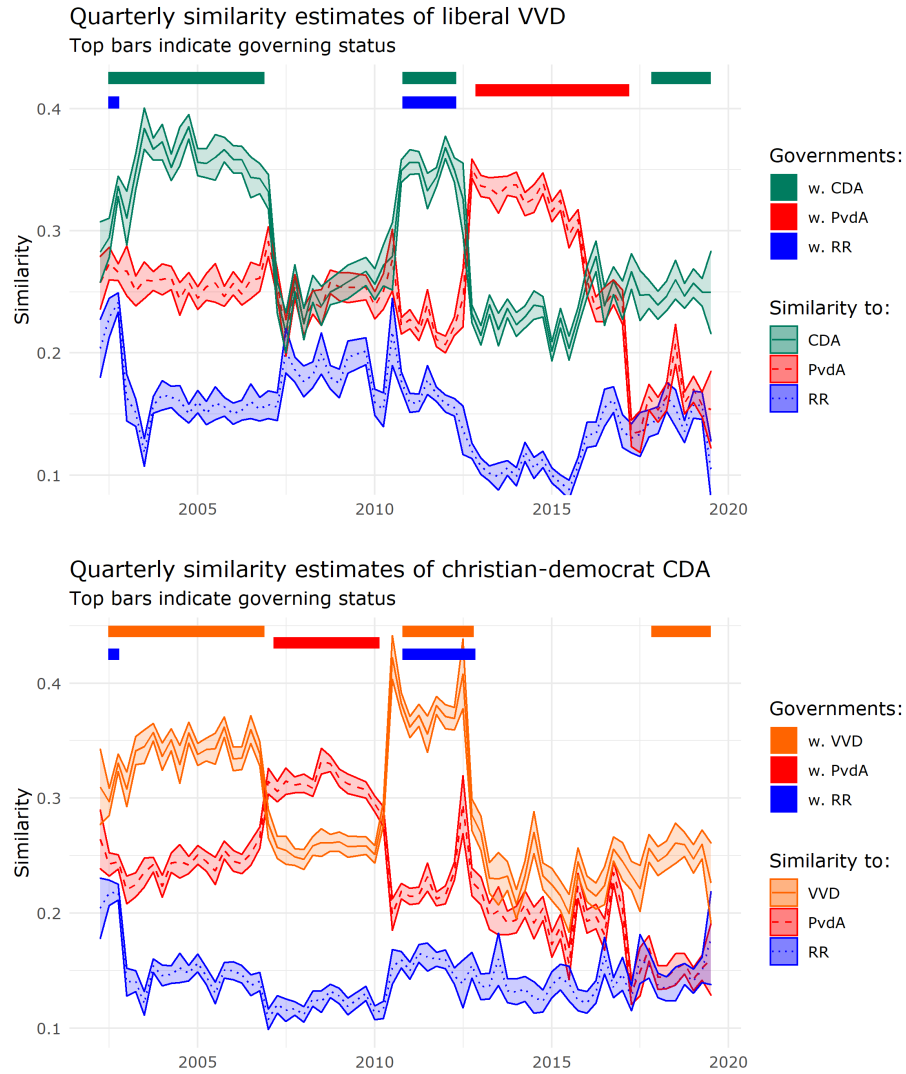 Quarterly similarity estimates of liberal VVD
Top bars indicate governing status
0.4
0.3
0.2
0.1
Similarity
2005
2010
2015
2020
Governments:
w. CDA
w. PvdA
w. RR
Similarity to:
CDA
PvdA
RR
Quarterly similarity estimates of christian-democrat CDA
Top bars indicate governing status
0.4
0.3
0.2
0.1
Similarity
2005
2010
2015
2020
Governments:
w. VVD
w. PvdA
w. RR
Similarity to:
VVD
PvdA
RR